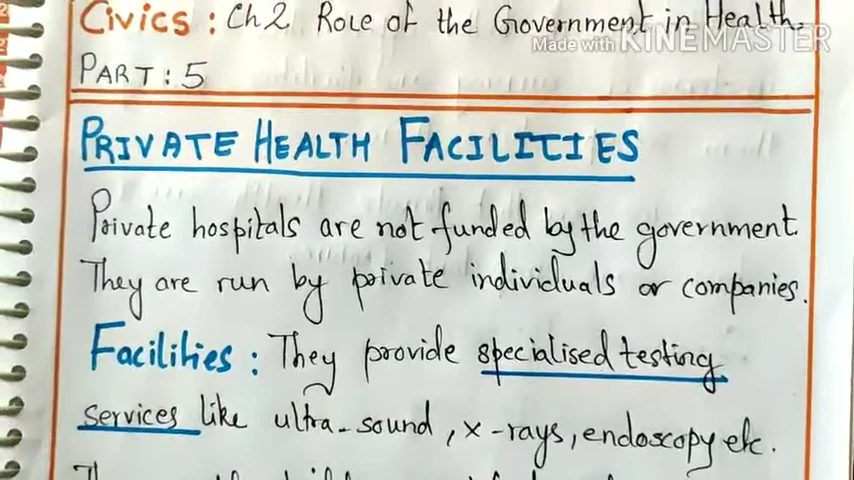 Civics : Ch 2 Role of the Government in Health.
Made with KINEMASTER
PART : 5
PRIVATE HEALTH FACILITIES
Private hospitals are not funded by the government.
They are run by private individuals or companies.
Facilities : They provide specialised testing
services like ultra-sound, x-rays, endoscopy etc.